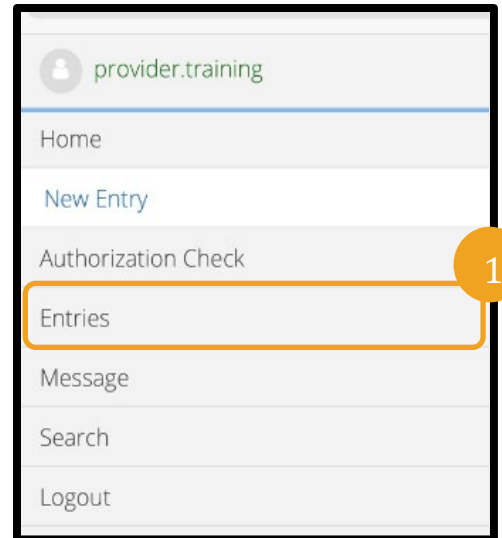 provider.training
Home
New Entry
Authorization Check
1
Entries
Message
Search
Logout